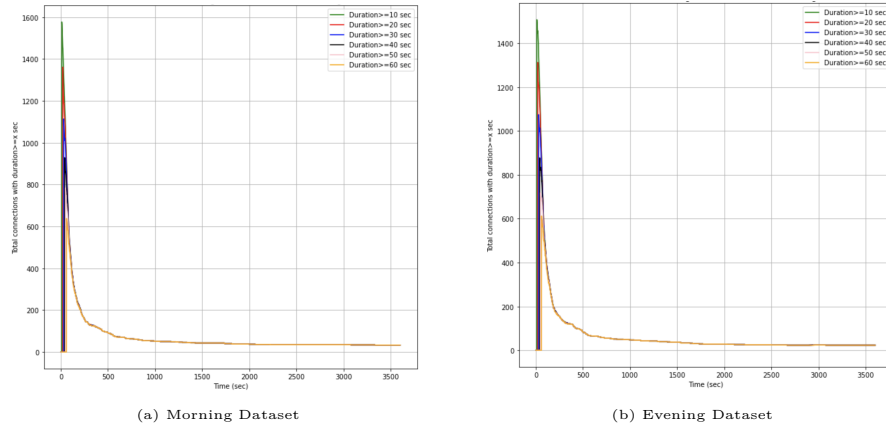 Duration>=10 sec
Duration>=20 sec
Duration>=30 sec
Duration>=40 sec
Duration>=50 sec
Duration>=60 sec
Total connections with duration>=x sec
1600
1400
1200
1000
800
600
400
200
0
0 500 1000 1500 2000 2500 3000 3500
Time (sec)
(a) Morning Dataset
Duration>=10 sec
Duration>=20 sec
Duration>=30 sec
Duration>=40 sec
Duration>=50 sec
Duration>=60 sec
Total connections with duration>=x sec
1400
1200
1000
800
600
400
200
0
0 500 1000 1500 2000 2500 3000 3500
Time (sec)
(b) Evening Dataset